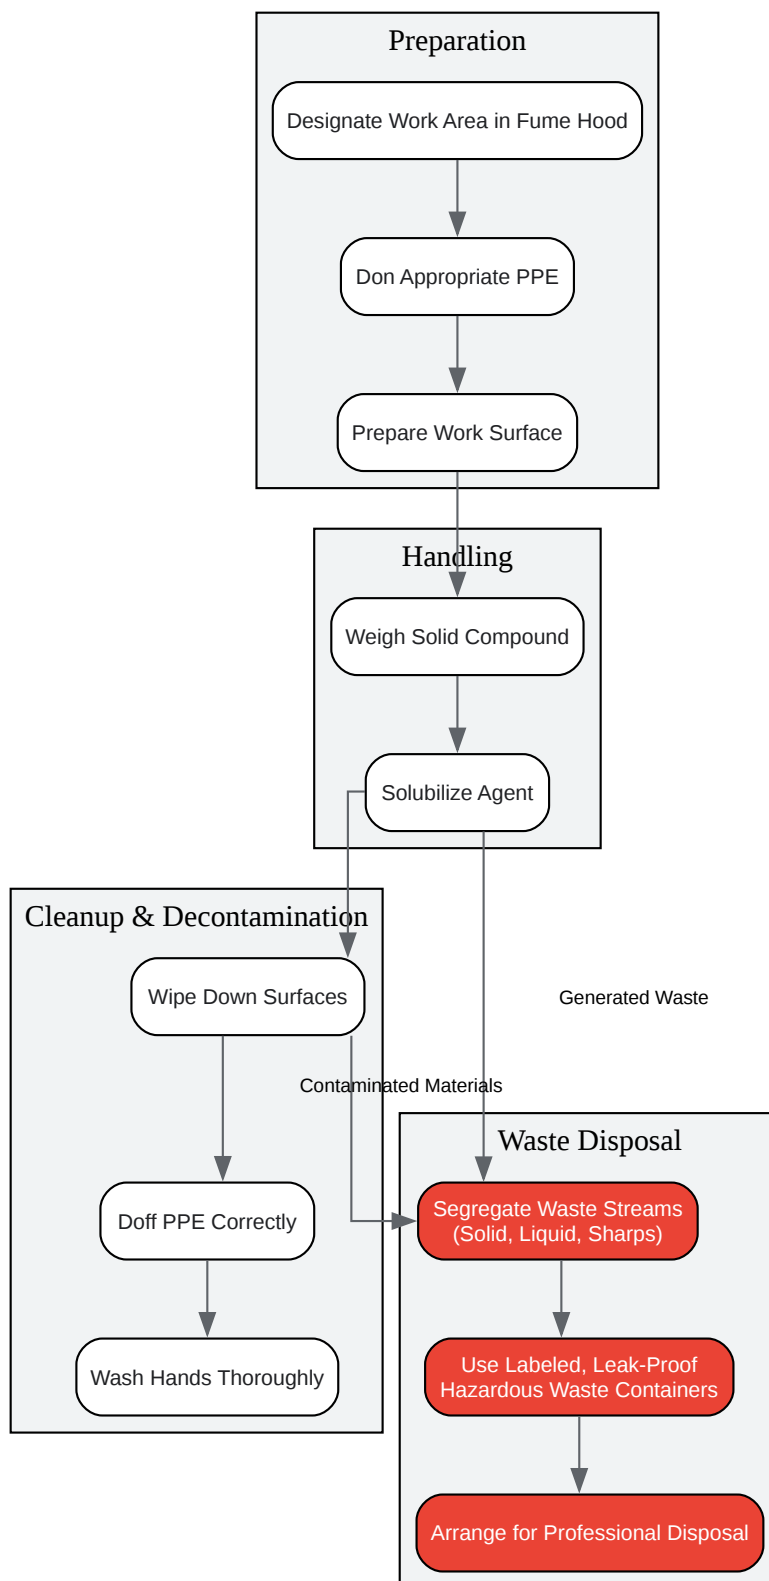 Preparation
Designate Work Area in Fume Hood
Don Appropriate PPE
Prepare Work Surface
Handling
Weigh Solid Compound
Solubilize Agent
Cleanup & Decontamination
Wipe Down Surfaces
Generated Waste
Contaminated Materials
Waste Disposal
Doff PPE Correctly
Segregate Waste Streams
(Solid, Liquid, Sharps)
Wash Hands Thoroughly
Use Labeled, Leak-Proof
Hazardous Waste Containers
Arrange for Professional Disposal